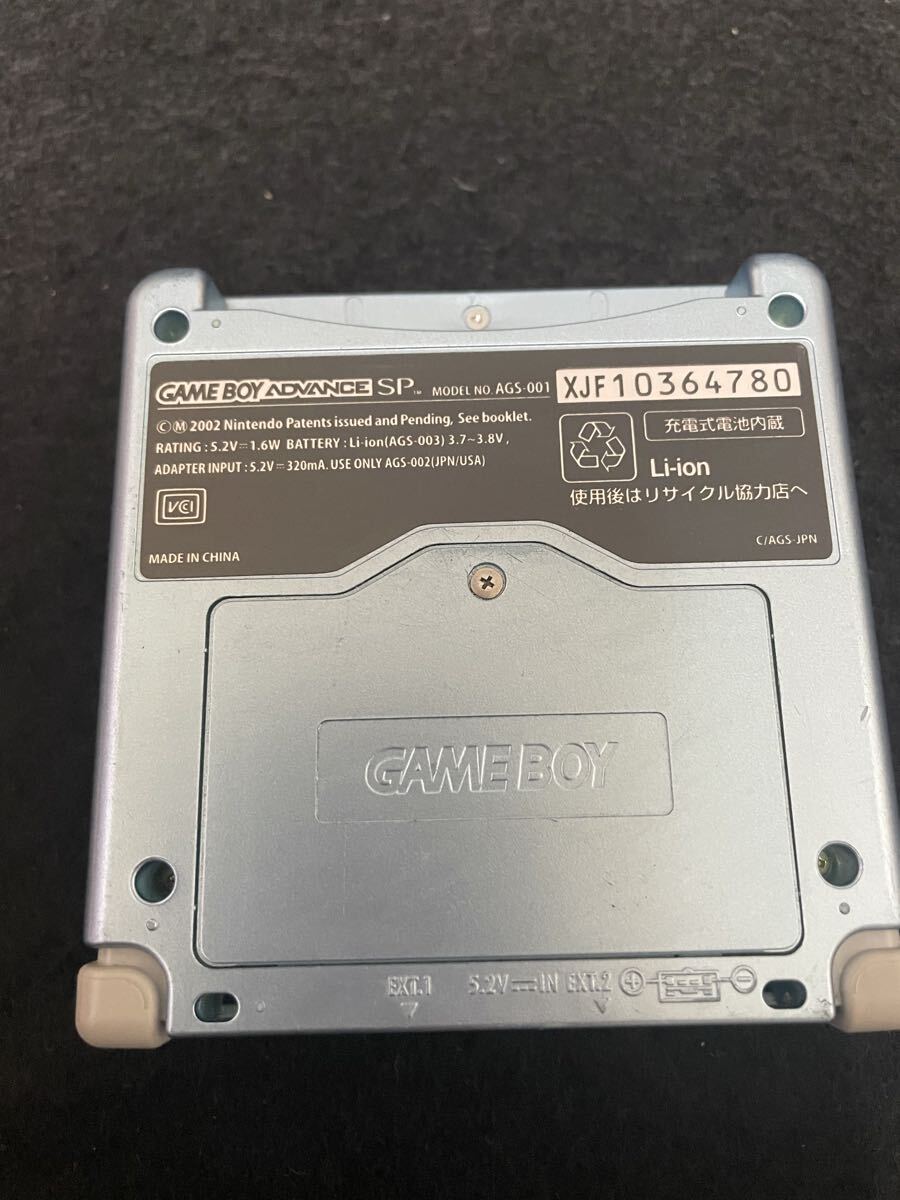 GAME BOY ADVANCE SP™ MODEL NO. AGS-001 XJF10364780
ⒸⓂ 2002 Nintendo Patents issued and Pending, See booklet.
RATING : 5.2V⎓1.6W BATTERY : Li-ion(AGS-003) 3.7~3.8V,
ADAPTER INPUT : 5.2V⎓320mA. USE ONLY AGS-002(JPN/USA)
充電式電池内蔵
Li-ion
使用後はリサイクル協力店へ
VCI
MADE IN CHINA
C/AGS-JPN
GAME BOY
EXT.1 5.2V⎓IN EXT.2